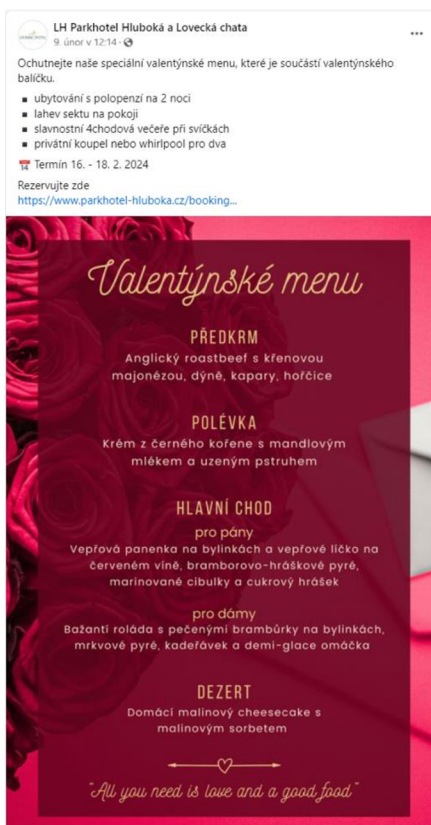 LH Parkhotel Hluboká a Lovecká chata
9. únor v 12:14 ·
Ochutnejte naše speciální valentýnské menu, které je součástí valentýnského
balíčku.
▪ ubytování s polopenzí na 2 noci
▪ lahev sektu na pokoji
▪ slavnostní 4chodová večeře při svíčkách
▪ privátní koupel nebo whirlpool pro dva
📅 Termín 16. - 18. 2. 2024
Rezervujte zde
https://www.parkhotel-hluboka.cz/booking...
Valentýnské menu
PŘEDKRM
Anglický roastbeef s křenovou
majonézou, dýně, kapary, hořčice
POLÉVKA
Krém z černého kořene s mandlovým
mlékem a uzeným pstruhem
HLAVNÍ CHOD
pro pány
Vepřová panenka na bylinkách a vepřové líčko na
červeném víně, bramborovo-hráškové pyré,
marinované cibulky a cukrový hrášek
pro dámy
Bažantí roláda s pečenými brambůrky na bylinkách,
mrkvové pyré, kadeřávek a demi-glace omáčka
DEZERT
Domácí malinový cheesecake s
malinovým sorbetem
"All you need is love and a good food"